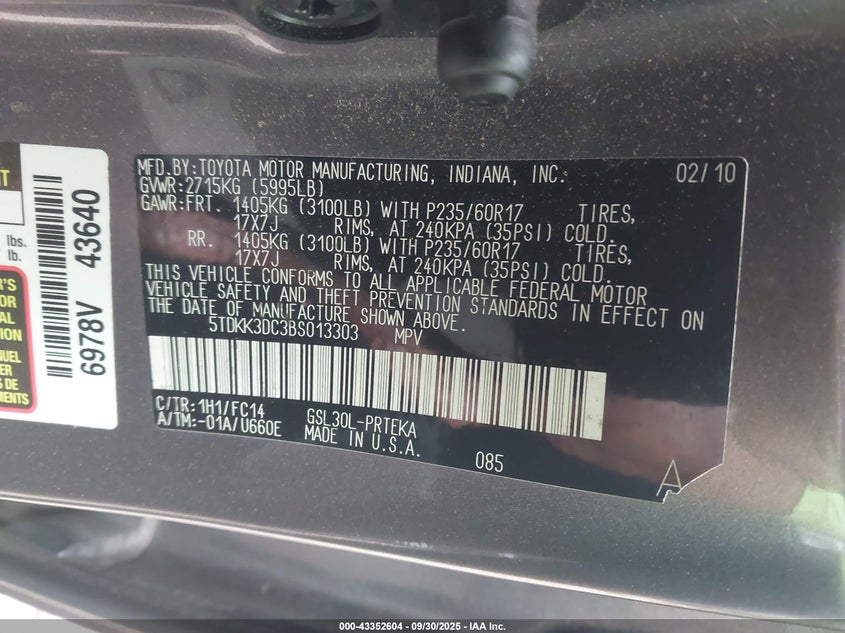 MFD.BY:TOYOTA MOTOR MANUFACTURING, INDIANA, INC. 02/10
GVWR:2715KG (5995LB)
GAWR:FRT. 1405KG (3100LB) WITH P235/60R17 TIRES,
17X7J RIMS, AT 240KPA (35PSI) COLD.
RR. 1405KG (3100LB) WITH P235/60R17 TIRES,
17X7J RIMS, AT 240KPA (35PSI) COLD.
THIS VEHICLE CONFORMS TO ALL APPLICABLE FEDERAL MOTOR
VEHICLE SAFETY AND THEFT PREVENTION STANDARDS IN EFFECT ON
THE DATE OF MANUFACTURE SHOWN ABOVE.
5TDKK3DC3BS013303 MPV
C/TR:1H1/FC14 GSL30L-PRTEKA
A/TM:-01A/U660E MADE IN U.S.A.
085
A
lbs.
lb.
6978V 43640
000-43352604 - 09/30/2025 - IAA Inc.